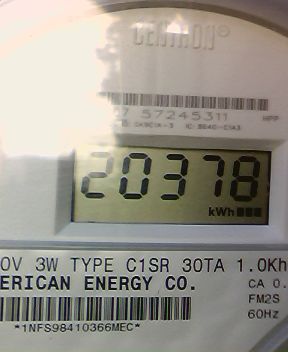 CENTRON®
57245311 HPP
20378
kWh
0V 3W TYPE C1SR 30TA 1.0Kh
ERICAN ENERGY CO. CA 0.
FM2S
60Hz
*1NFS98410366MEC*